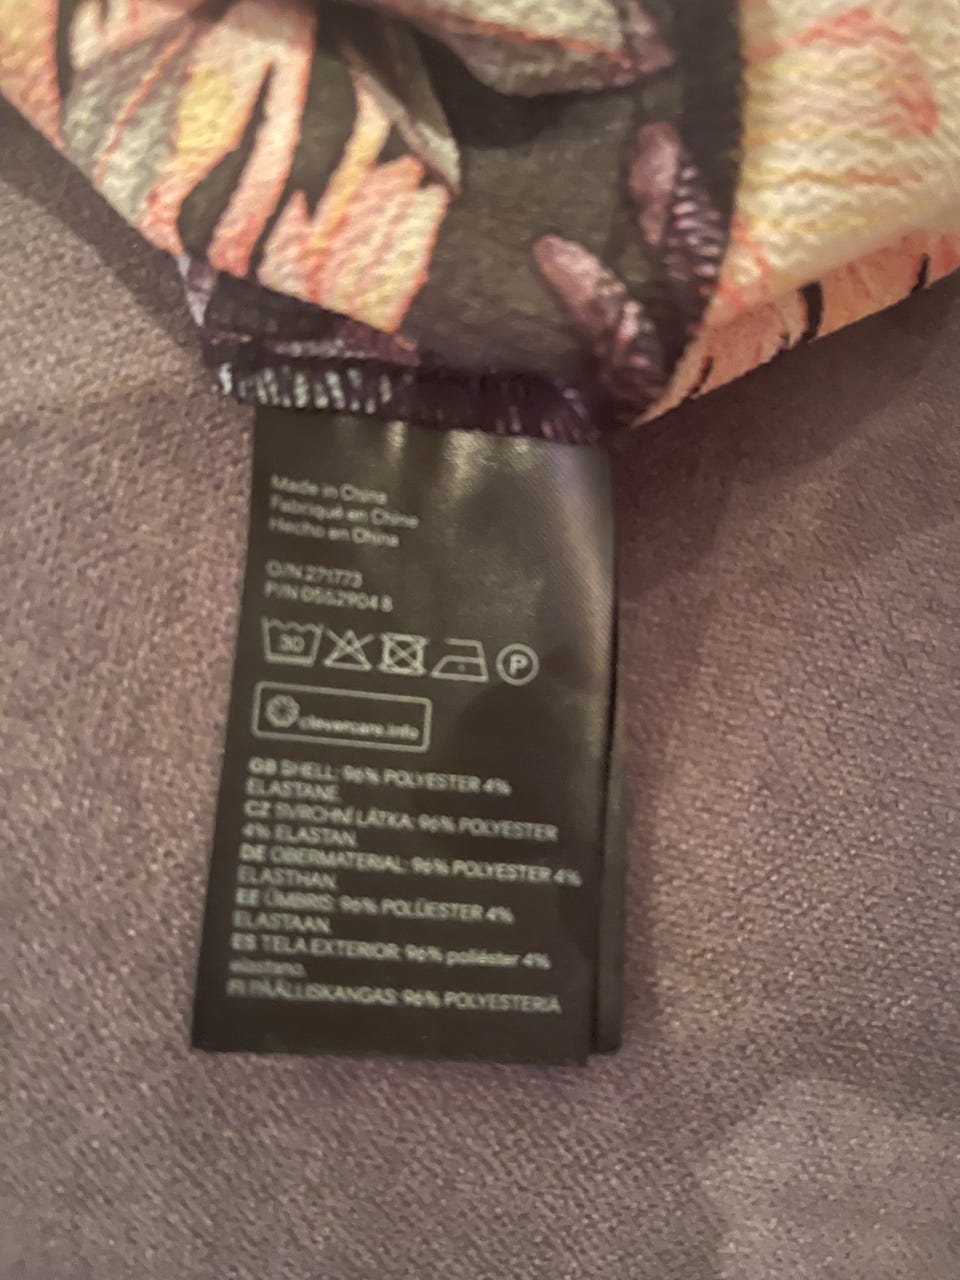 Made in China
Fabriqué en Chine
Hecho en China
O/N 271773
P/N D552904 8
30
P
clevercare.info
GB SHELL: 96% POLYESTER 4%
ELASTANE
CZ SVRCHNÍ LÁTKA: 96% POLYESTER
4% ELASTAN
DE OBERMATERIAL: 96% POLYESTER 4%
ELASTHAN
EE ÜMBRIS: 96% POLÜESTER 4%
ELASTAAN
ES TELA EXTERIOR: 96% poliéster 4%
elastano.
FI PÄÄLLISKANGAS: 96% POLYESTERIA